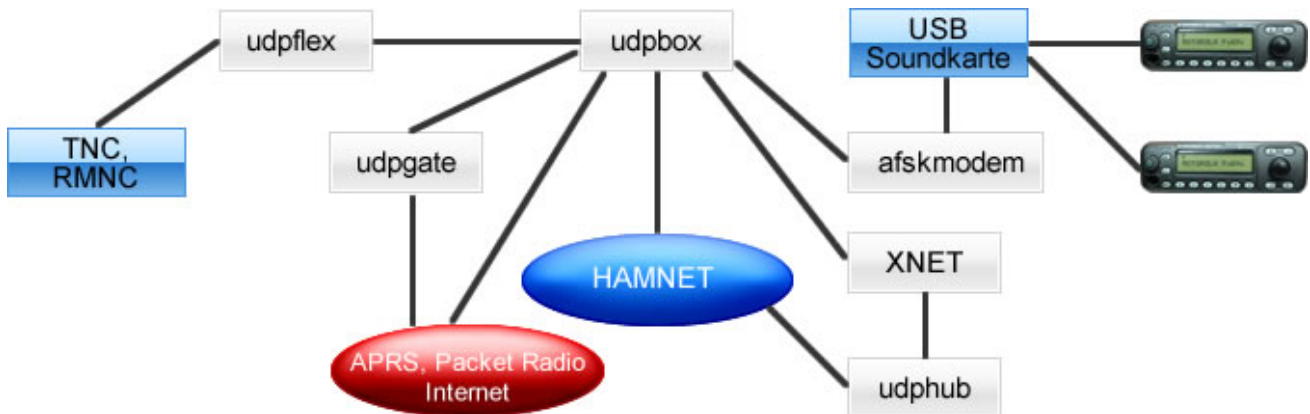 udpflex
udpbox
USB
Soundkarte
TNC,
RMNC
udpgate
afskmodem
HAMNET
XNET
APRS, Packet Radio
Internet
udphub